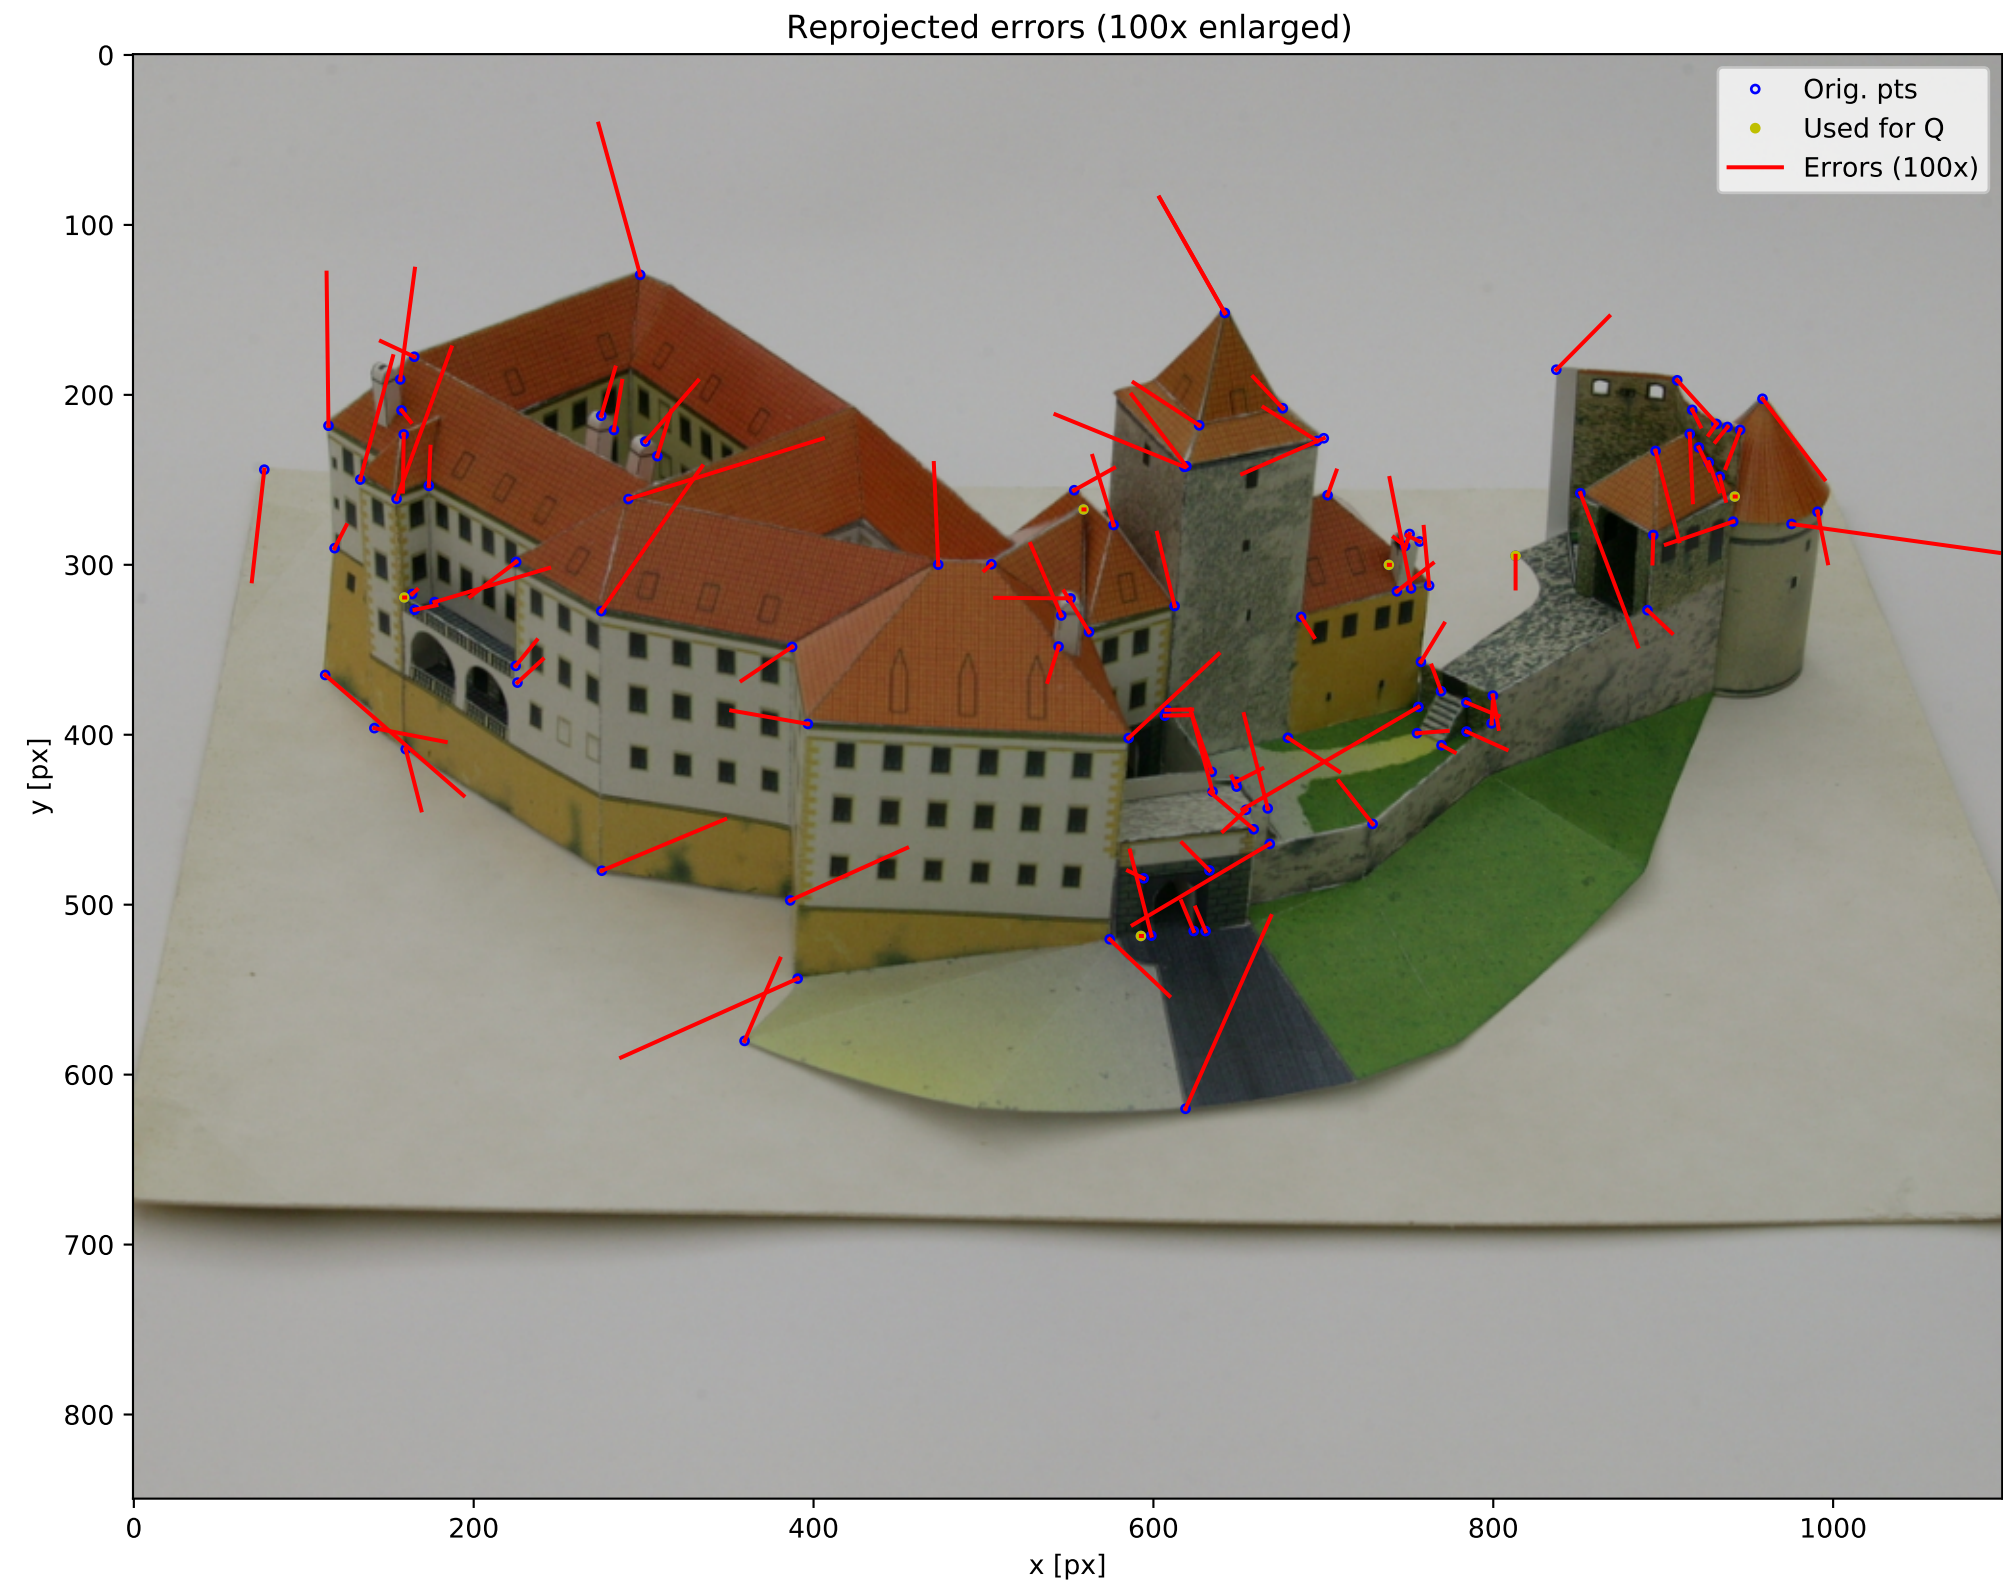 Reprojected errors (100x enlarged)
Orig. pts
Used for Q
Errors (100x)
0
100
200
300
400
500
600
700
800
y [px]
0 200 400 600 800 1000
x [px]